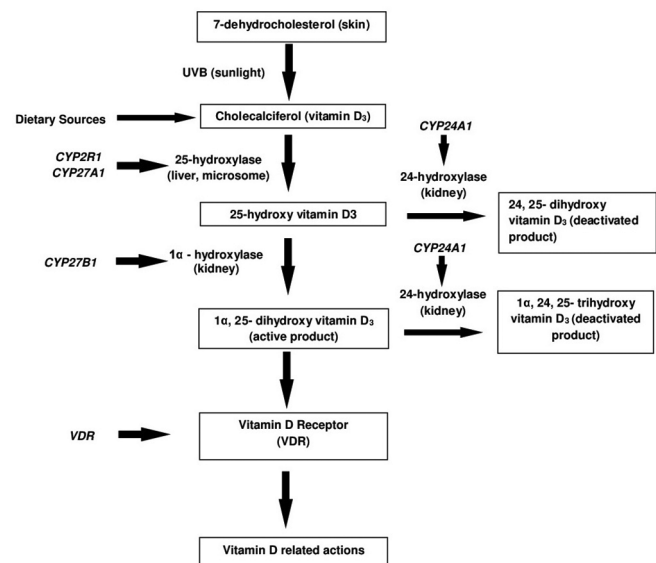 7-dehydrocholesterol (skin)
UVB (sunlight)
Dietary Sources
Cholecalciferol (vitamin D₃)
CYP2R1
CYP27A1
25-hydroxylase
(liver, microsome)
CYP24A1
24-hydroxylase
(kidney)
25-hydroxy vitamin D3
24, 25- dihydroxy
vitamin D₃ (deactivated
product)
CYP27B1
1α - hydroxylase
(kidney)
CYP24A1
24-hydroxylase
(kidney)
1α, 25- dihydroxy vitamin D₃
(active product)
1α, 24, 25- trihydroxy
vitamin D₃ (deactivated
product)
VDR
Vitamin D Receptor
(VDR)
Vitamin D related actions